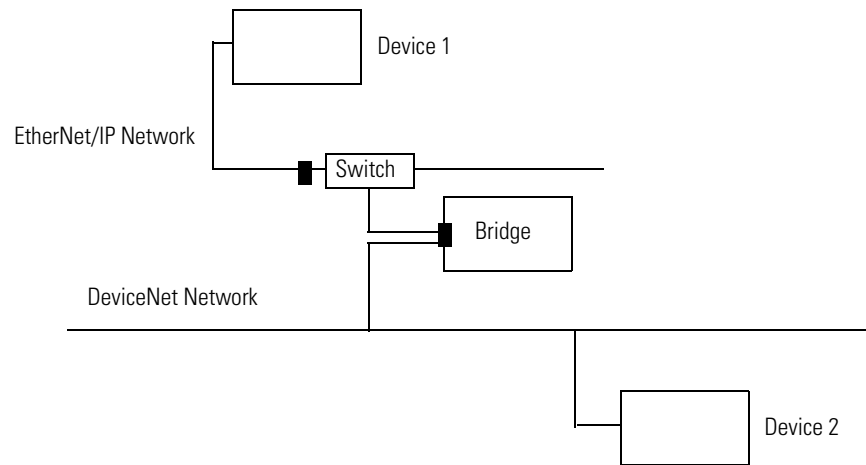 Device 1
EtherNet/IP Network
Switch
Bridge
DeviceNet Network
Device 2